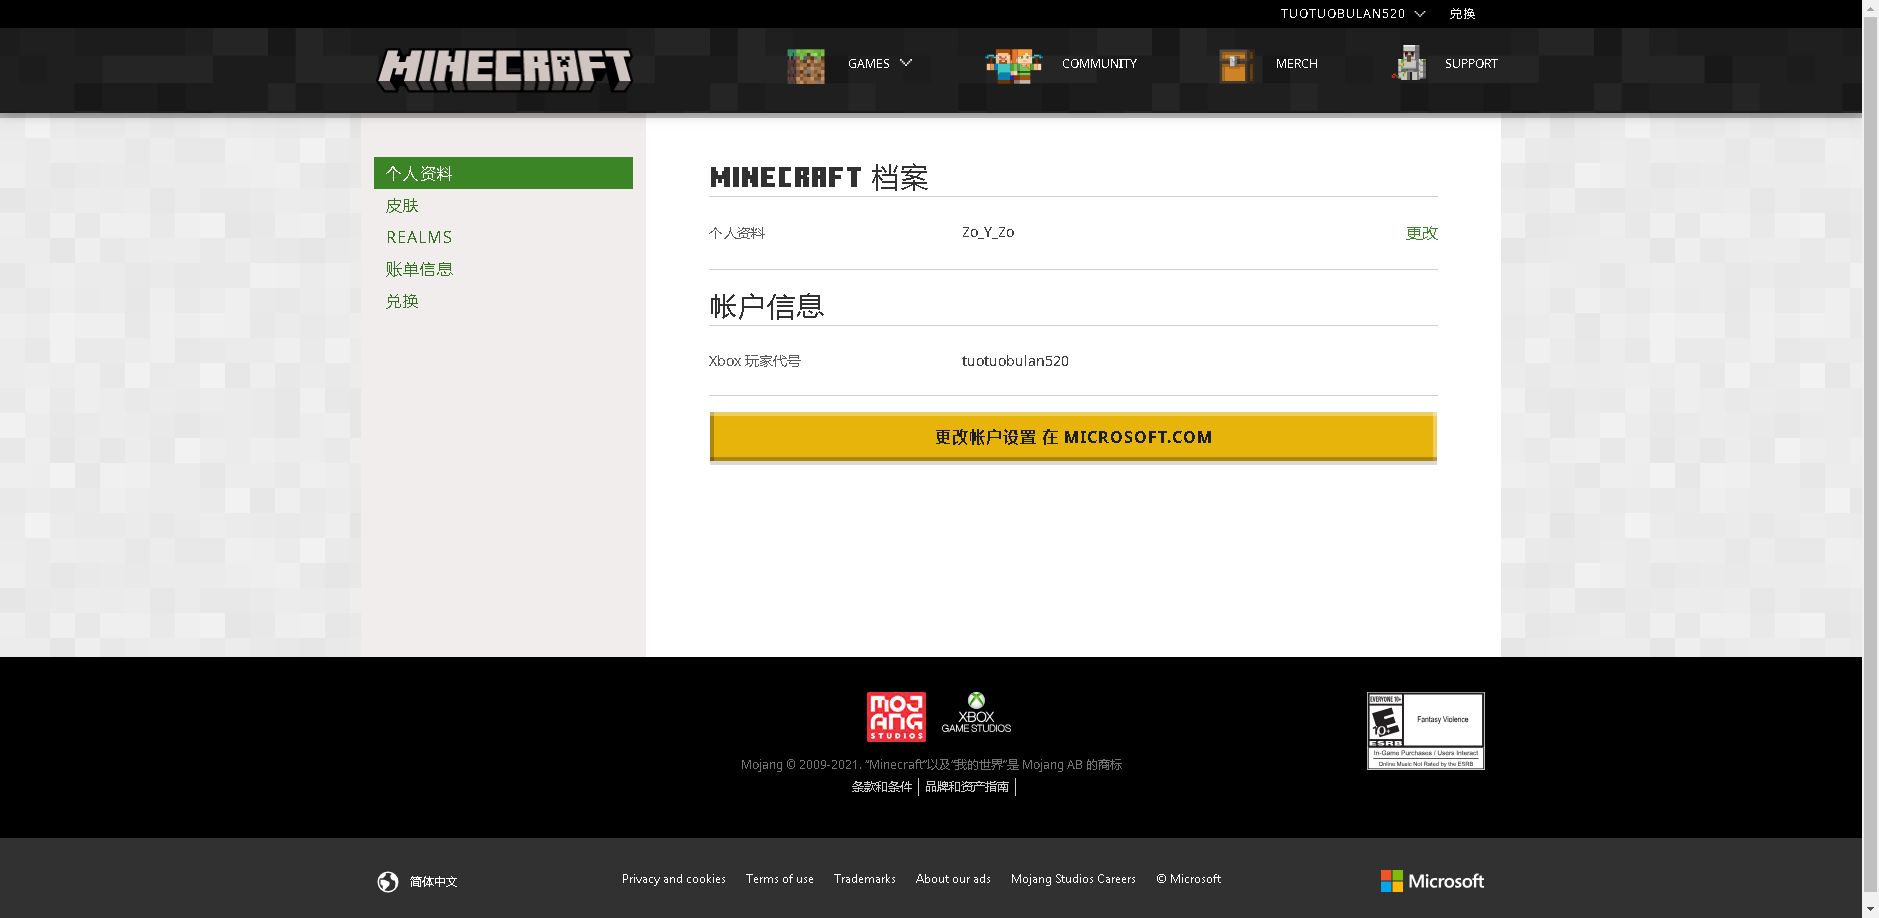 TUOTUOBULAN520 兑换
MINECRAFT GAMES COMMUNITY MERCH SUPPORT
个人资料
皮肤
REALMS
账单信息
兑换
MINECRAFT 档案
个人资料 Zo_Y_Zo 更改
帐户信息
Xbox 玩家代号 tuotuobulan520
更改帐户设置 在 MICROSOFT.COM
MOJANG STUDIOS
XBOX GAME STUDIOS
EVERYONE 10+
E 10+
ESRB
Fantasy Violence
In-Game Purchases / Users Interact
Online Music Not Rated by the ESRB
Mojang © 2009-2021. “Minecraft”以及“我的世界”是 Mojang AB 的商标
条款和条件 品牌和资产指南
简体中文 Privacy and cookies Terms of use Trademarks About our ads Mojang Studios Careers © Microsoft Microsoft